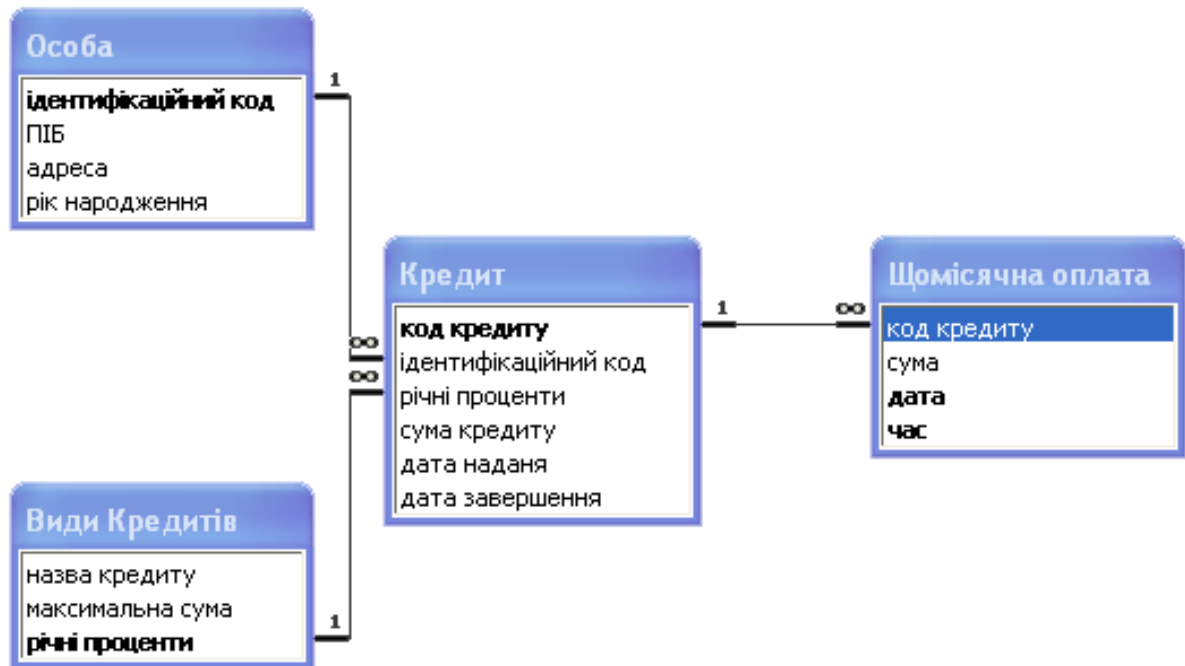 Особа
ідентифікаційний код
ПІБ
адреса
рік народження
1
∞
∞
Кредит
код кредиту
ідентифікаційний код
річні проценти
сума кредиту
дата наданя
дата завершення
1
∞
Щомісячна оплата
код кредиту
сума
дата
час
Види Кредитів
назва кредиту
максимальна сума
річні проценти
1